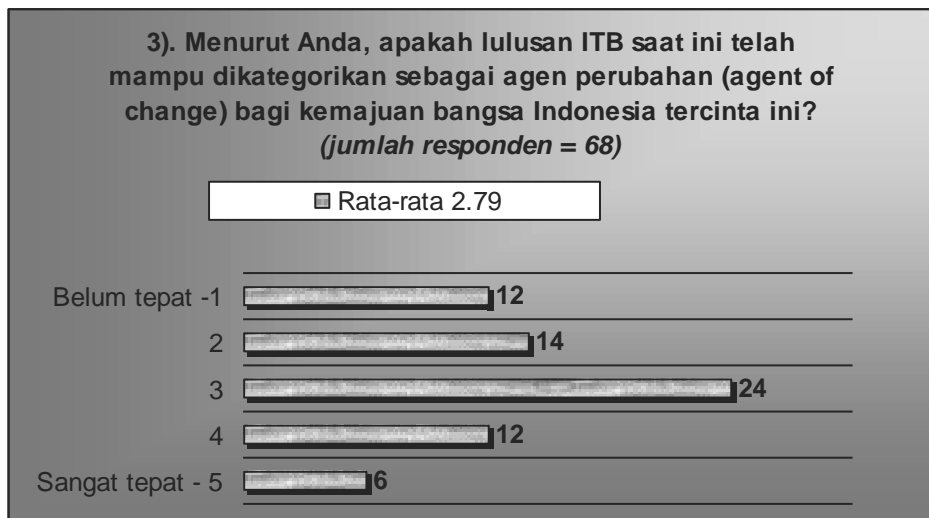 3). Menurut Anda, apakah lulusan ITB saat ini telah
mampu dikategorikan sebagai agen perubahan (agent of
change) bagi kemajuan bangsa Indonesia tercinta ini?
(jumlah responden = 68)
Rata-rata 2.79
Belum tepat -1 12
2 14
3 24
4 12
Sangat tepat - 5 6